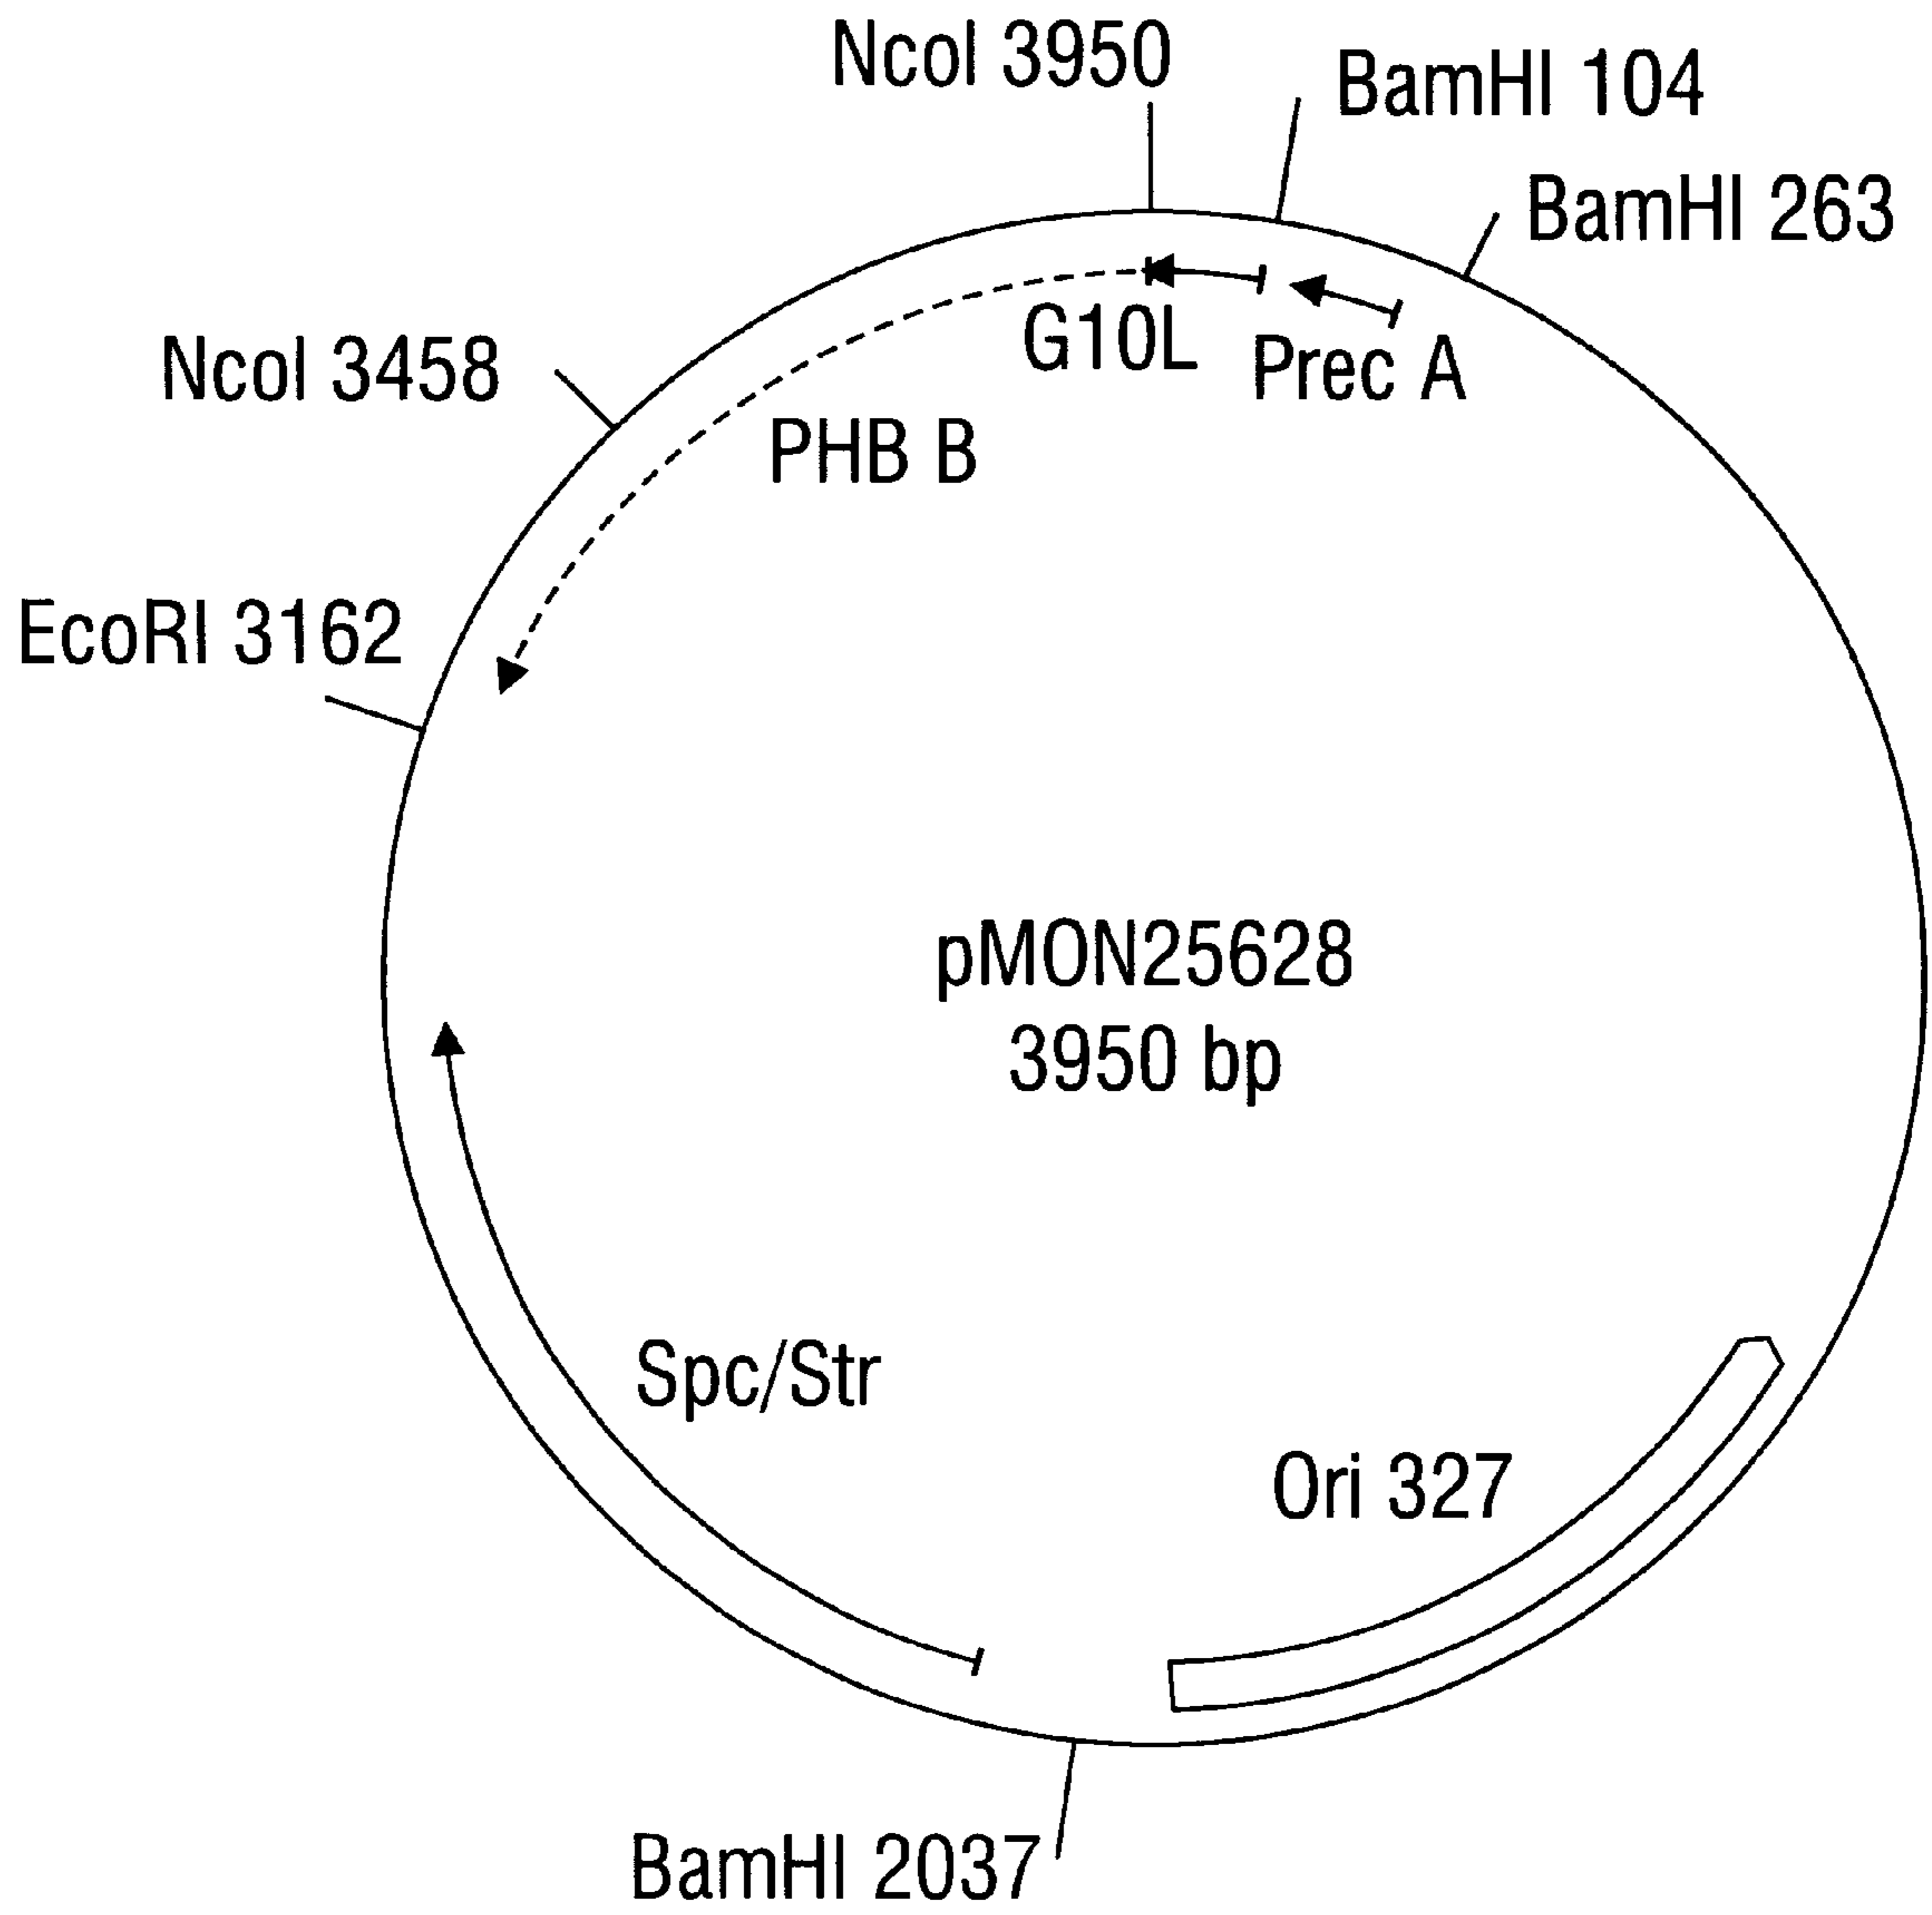 NcoI 3950
BamHI 104
BamHI 263
G10L
Prec A
NcoI 3458
PHB B
EcoRI 3162
pMON25628
3950 bp
Spc/Str
Ori 327
BamHI 2037